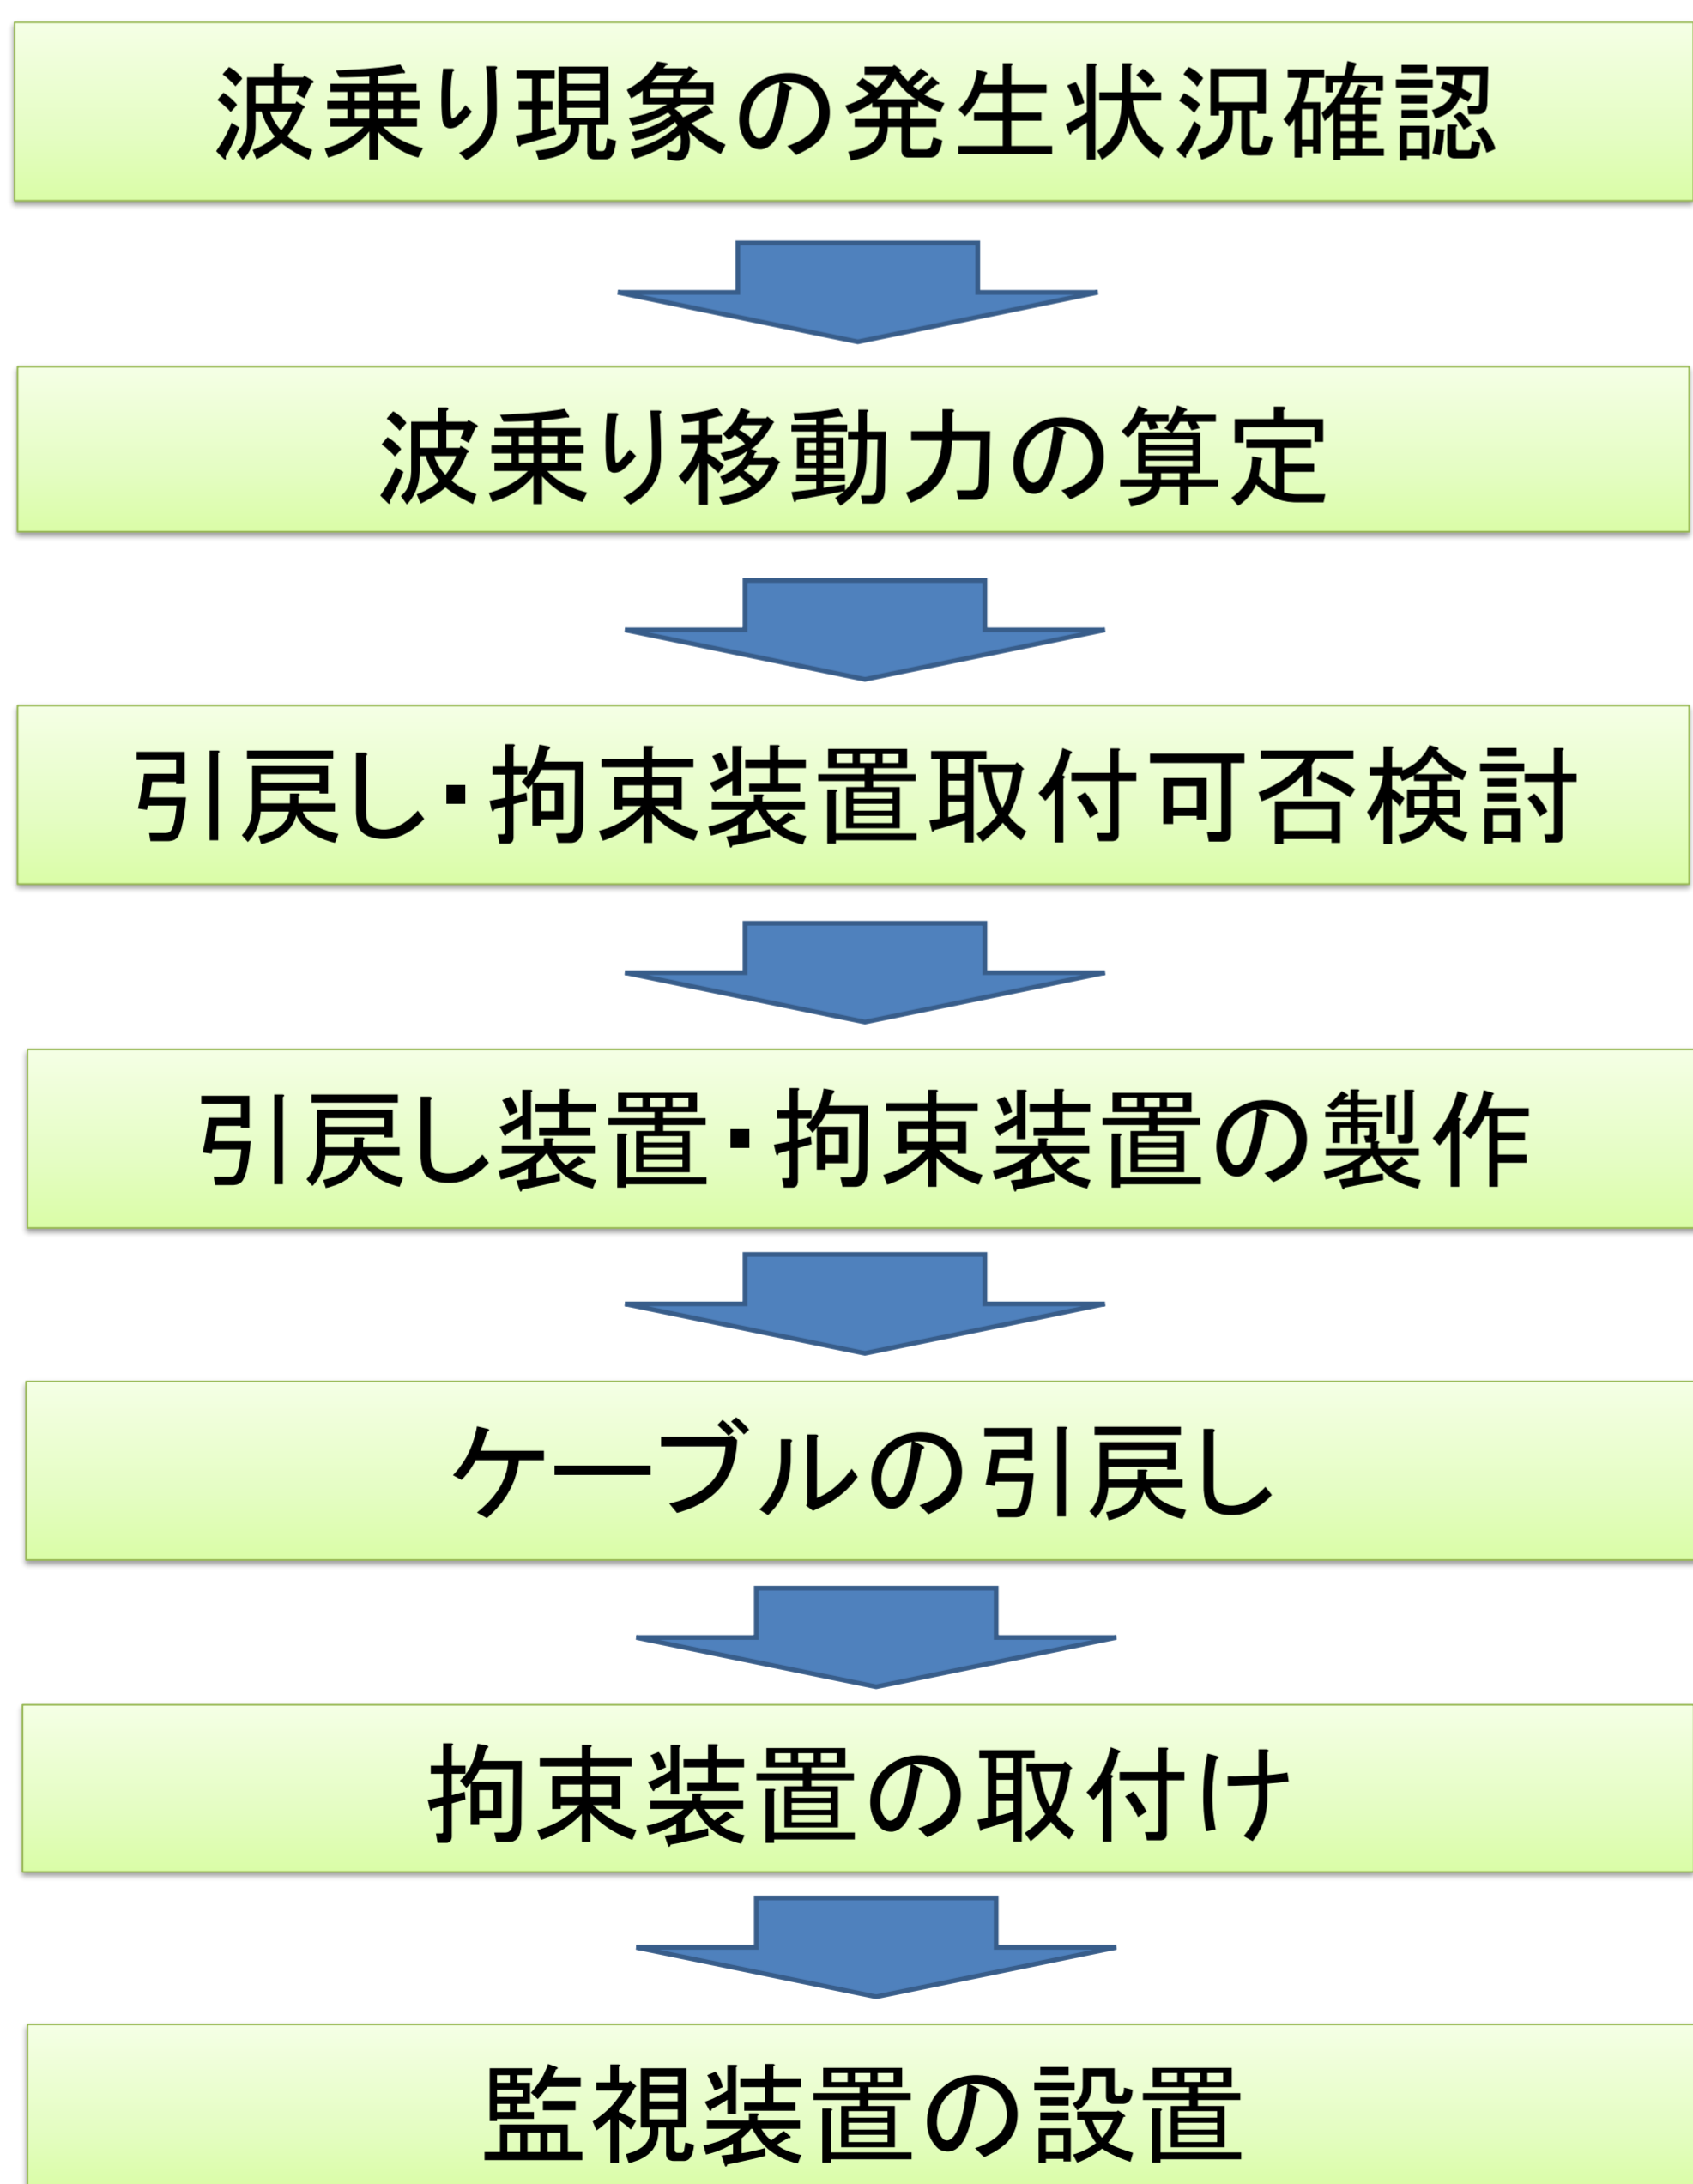 波乗り現象の発生状況確認
波乗り移動力の算定
引戻し・拘束装置取付可否検討
引戻し装置・拘束装置の製作
ケーブルの引戻し
拘束装置の取付け
監視装置の設置